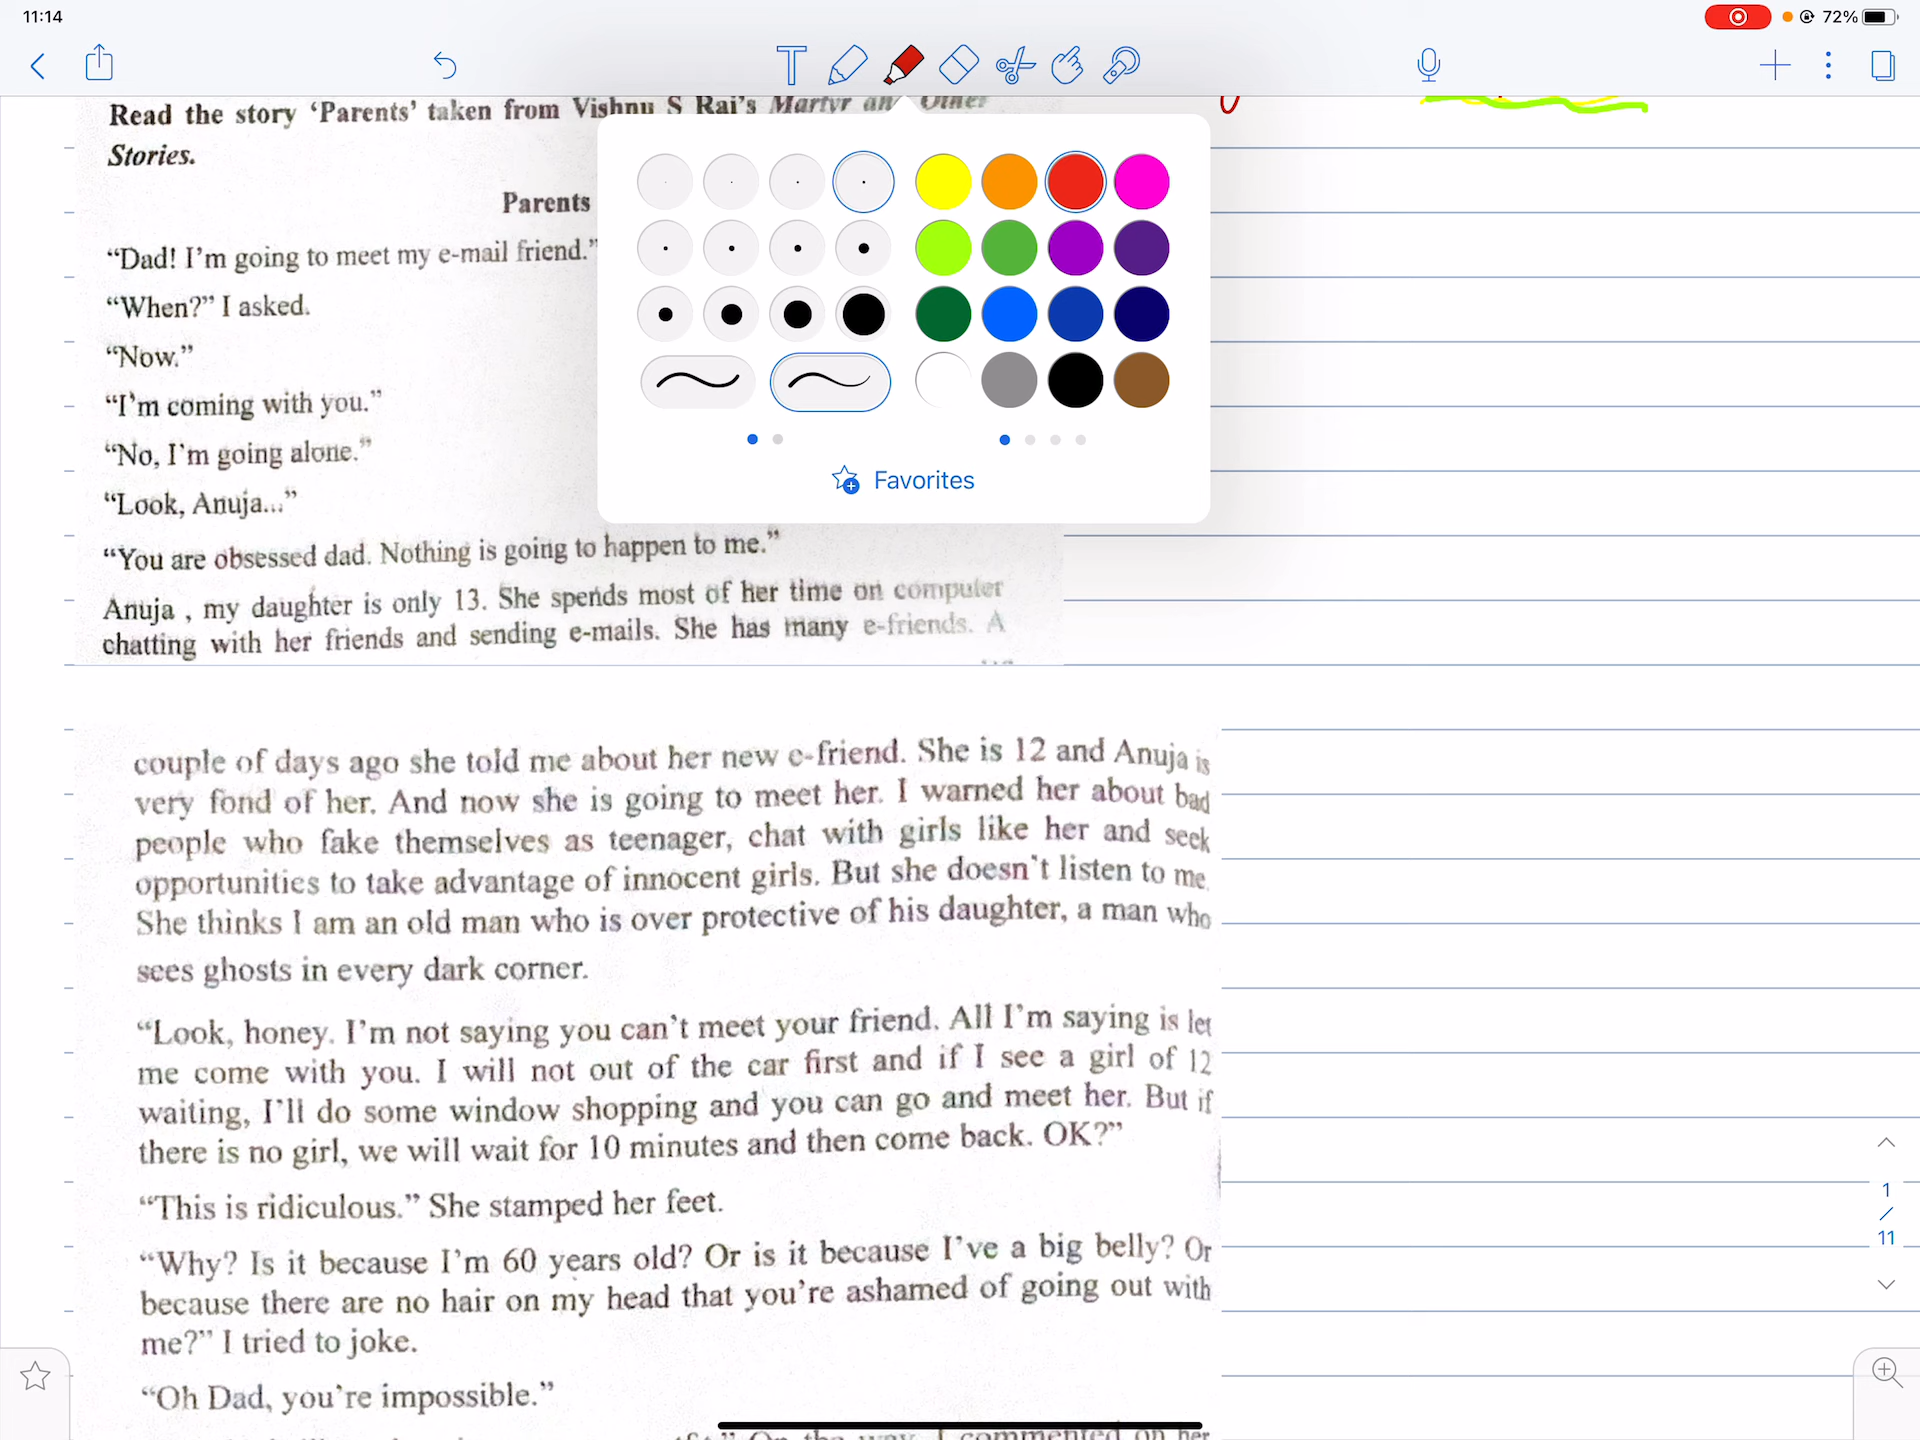 11:14
72%
Read the story ‘Parents’ taken from Vishnu S Rai’s Martyr and Other
Stories.
Parents
“Dad! I’m going to meet my e-mail friend.”
“When?” I asked.
“Now.”
“I’m coming with you.”
“No, I’m going alone.”
“Look, Anuja...”
Favorites
“You are obsessed dad. Nothing is going to happen to me.”
Anuja , my daughter is only 13. She spends most of her time on computer
chatting with her friends and sending e-mails. She has many e-friends. A
couple of days ago she told me about her new e-friend. She is 12 and Anuja is
very fond of her. And now she is going to meet her. I warned her about bad
people who fake themselves as teenager, chat with girls like her and seek
opportunities to take advantage of innocent girls. But she doesn’t listen to me.
She thinks I am an old man who is over protective of his daughter, a man who
sees ghosts in every dark corner.
“Look, honey. I’m not saying you can’t meet your friend. All I’m saying is let
me come with you. I will not out of the car first and if I see a girl of 12
waiting, I’ll do some window shopping and you can go and meet her. But if
there is no girl, we will wait for 10 minutes and then come back. OK?”
“This is ridiculous.” She stamped her feet.
“Why? Is it because I’m 60 years old? Or is it because I’ve a big belly? Or
because there are no hair on my head that you’re ashamed of going out with
me?” I tried to joke.
“Oh Dad, you’re impossible.”
On the way, I commented on her
1
/
11